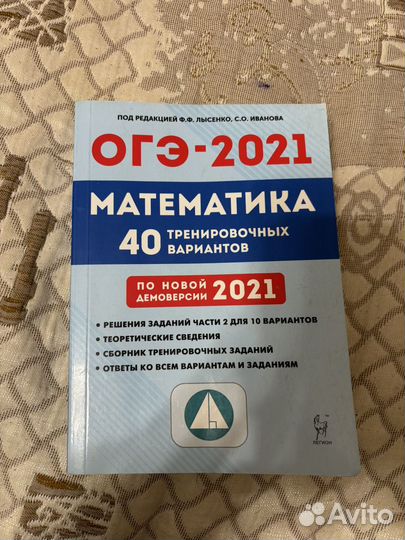 ПОД РЕДАКЦИЕЙ Ф.Ф. ЛЫСЕНКО, С.О. ИВАНОВА
ОГЭ-2021
МАТЕМАТИКА
40 ТРЕНИРОВОЧНЫХ
ВАРИАНТОВ
ПО НОВОЙ
ДЕМОВЕРСИИ 2021
• РЕШЕНИЯ ЗАДАНИЙ ЧАСТИ 2 ДЛЯ 10 ВАРИАНТОВ
• ТЕОРЕТИЧЕСКИЕ СВЕДЕНИЯ
• СБОРНИК ТРЕНИРОВОЧНЫХ ЗАДАНИЙ
• ОТВЕТЫ КО ВСЕМ ВАРИАНТАМ И ЗАДАНИЯМ
ЛЕГИОН
Avito